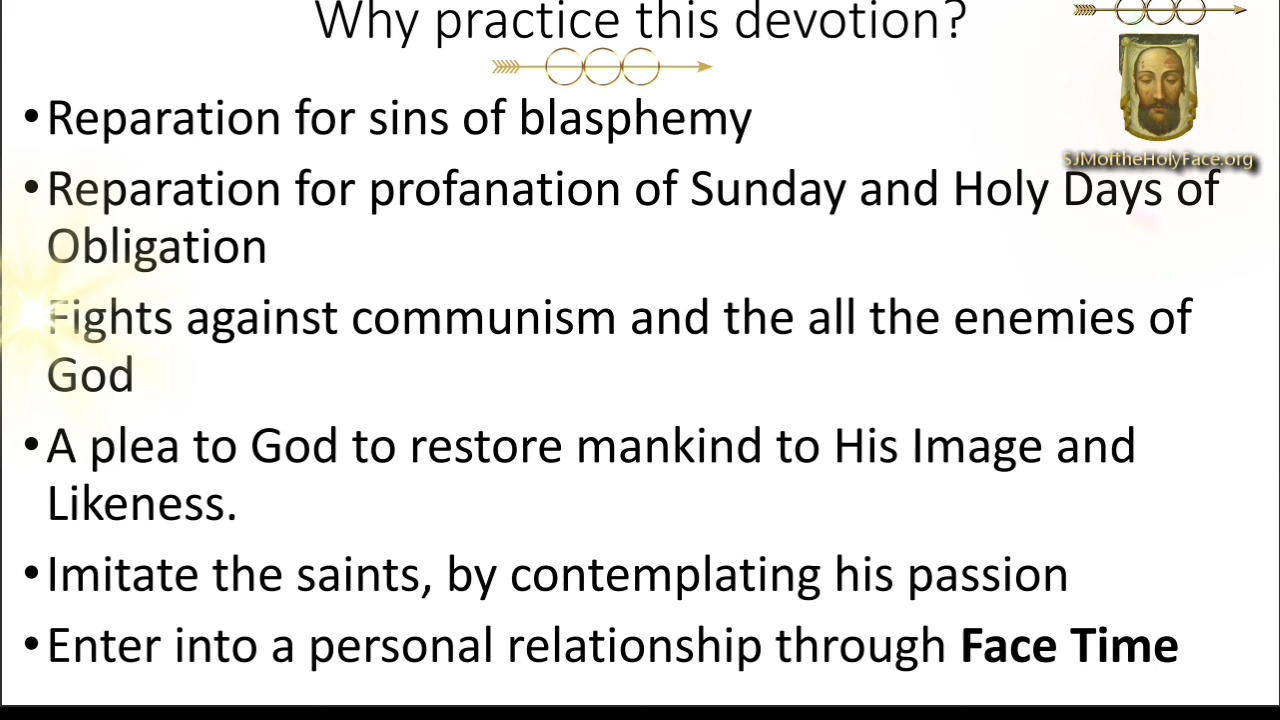 Why practice this devotion?
• Reparation for sins of blasphemy
SJMoftheHolyFace.org
• Reparation for profanation of Sunday and Holy Days of
Obligation
Fights against communism and the all the enemies of
God
• A plea to God to restore mankind to His Image and
Likeness.
• Imitate the saints, by contemplating his passion
• Enter into a personal relationship through Face Time